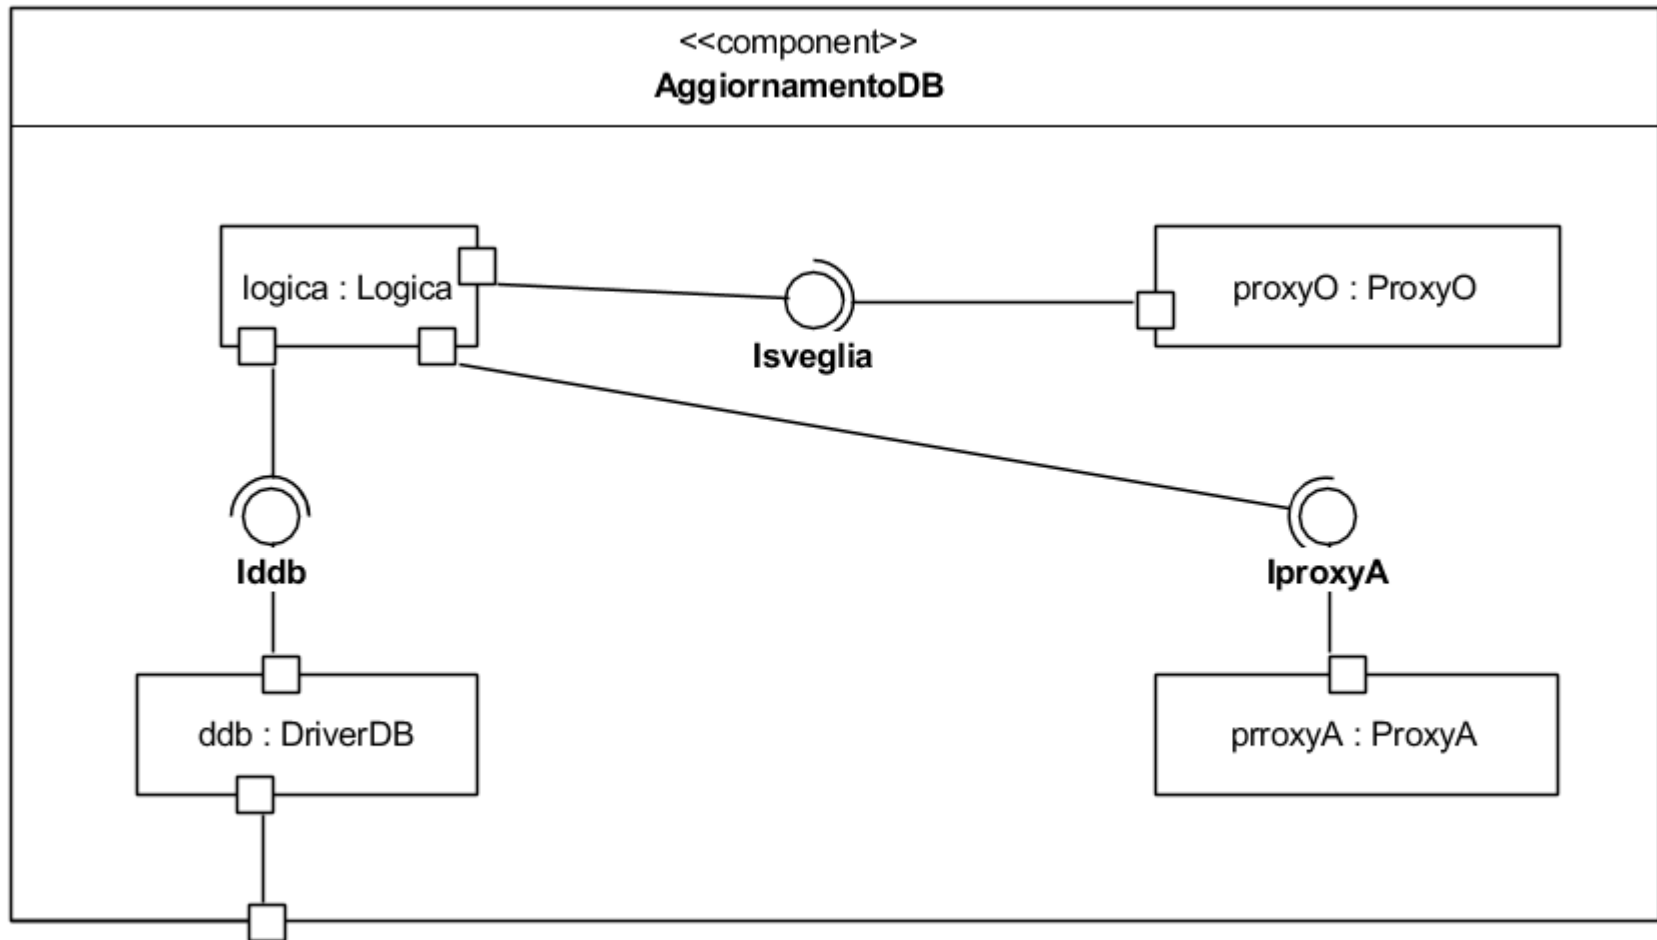 <<component>>
AggiornamentoDB
logica : Logica
proxyO : ProxyO
Isveglia
Iddb
IproxyA
ddb : DriverDB
prroxyA : ProxyA